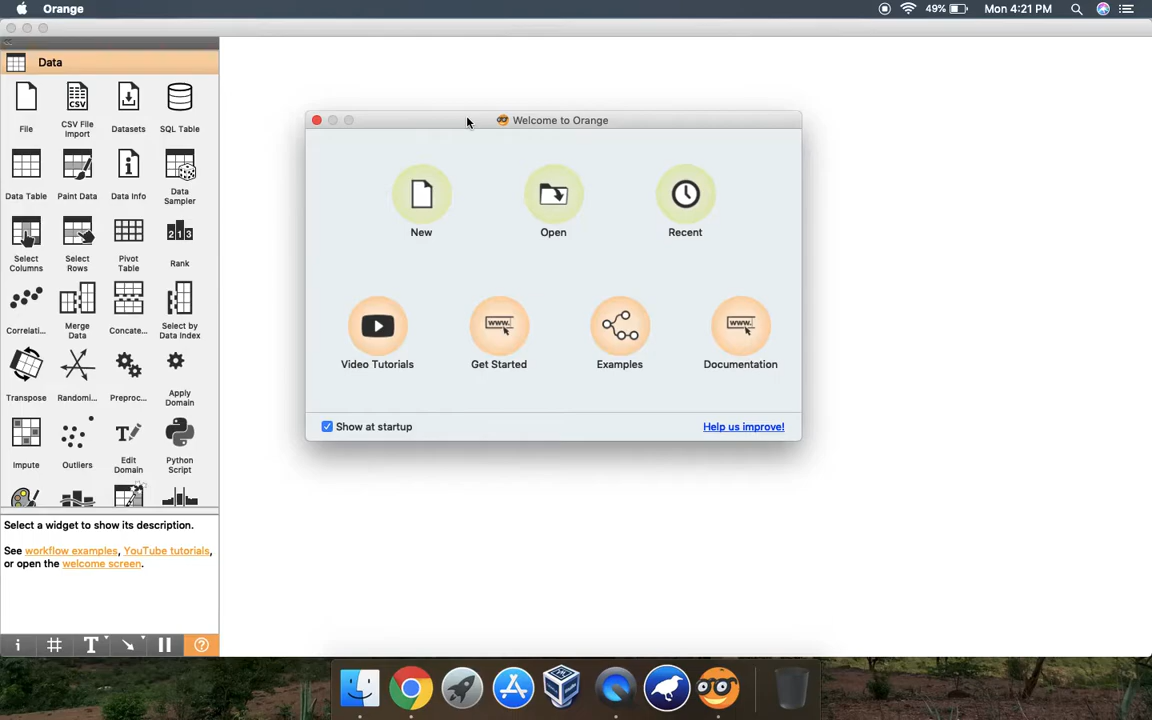 Orange
49%
Mon 4:21 PM
Data
File
CSV File
Import
Datasets
SQL Table
Data Table
Paint Data
Data Info
Data
Sampler
Select
Columns
Select
Rows
Pivot
Table
Rank
Correlati...
Merge
Data
Concate...
Select by
Data Index
Transpose
Randomi...
Preproc...
Apply
Domain
Impute
Outliers
Edit
Domain
Python
Script
Select a widget to show its description.
See workflow examples, YouTube tutorials,
or open the welcome screen.
Welcome to Orange
New
Open
Recent
Video Tutorials
Get Started
Examples
Documentation
www.
www.
Show at startup
Help us improve!